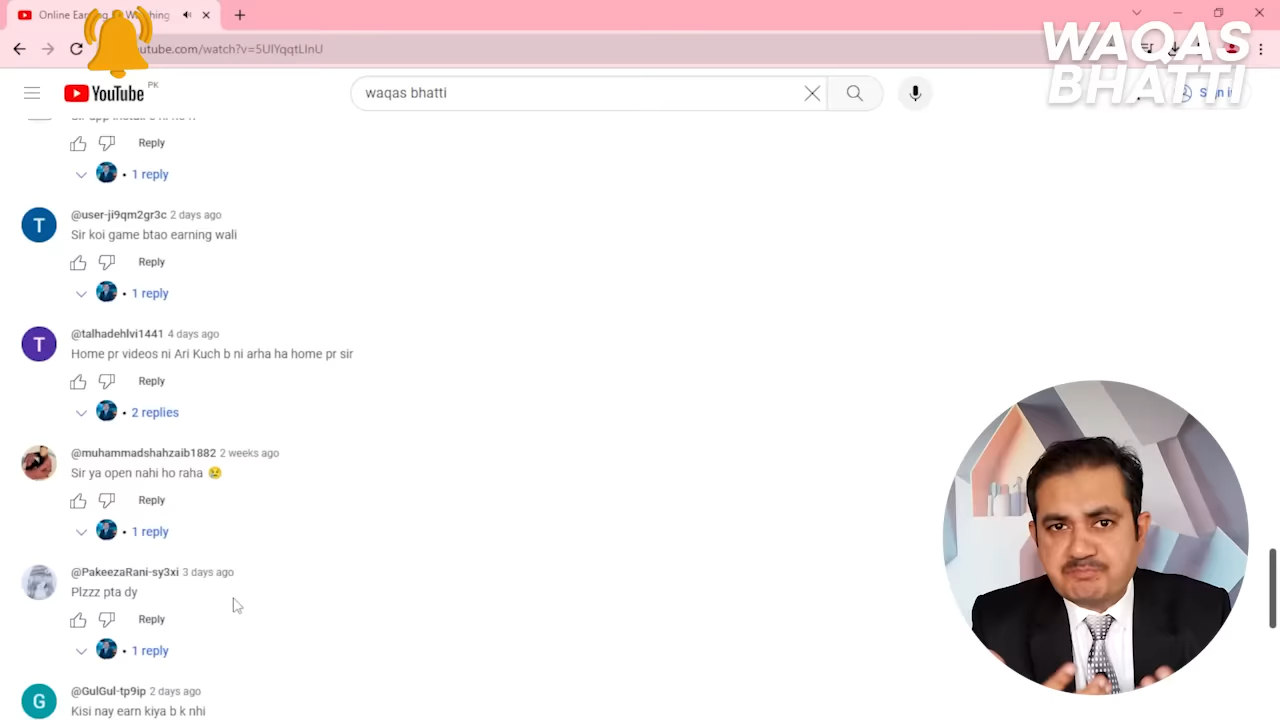 Online Earning
utube.com/watch?v=5UlYqqtLInU
WAQAS
BHATTI
YouTube PK
waqas bhatti
Sign in
Reply
1 reply
@user-ji9qm2gr3c 2 days ago
Sir koi game btao earning wali
Reply
1 reply
@talhadehlvi1441 4 days ago
Home pr videos ni Ari Kuch b ni arha ha home pr sir
Reply
2 replies
@muhammadshahzaib1882 2 weeks ago
Sir ya open nahi ho raha 😢
Reply
1 reply
@PakeezaRani-sy3xi 3 days ago
Plzzz pta dy
Reply
1 reply
@GulGul-tp9ip 2 days ago
Kisi nay earn kiya b k nhi
T
T
G